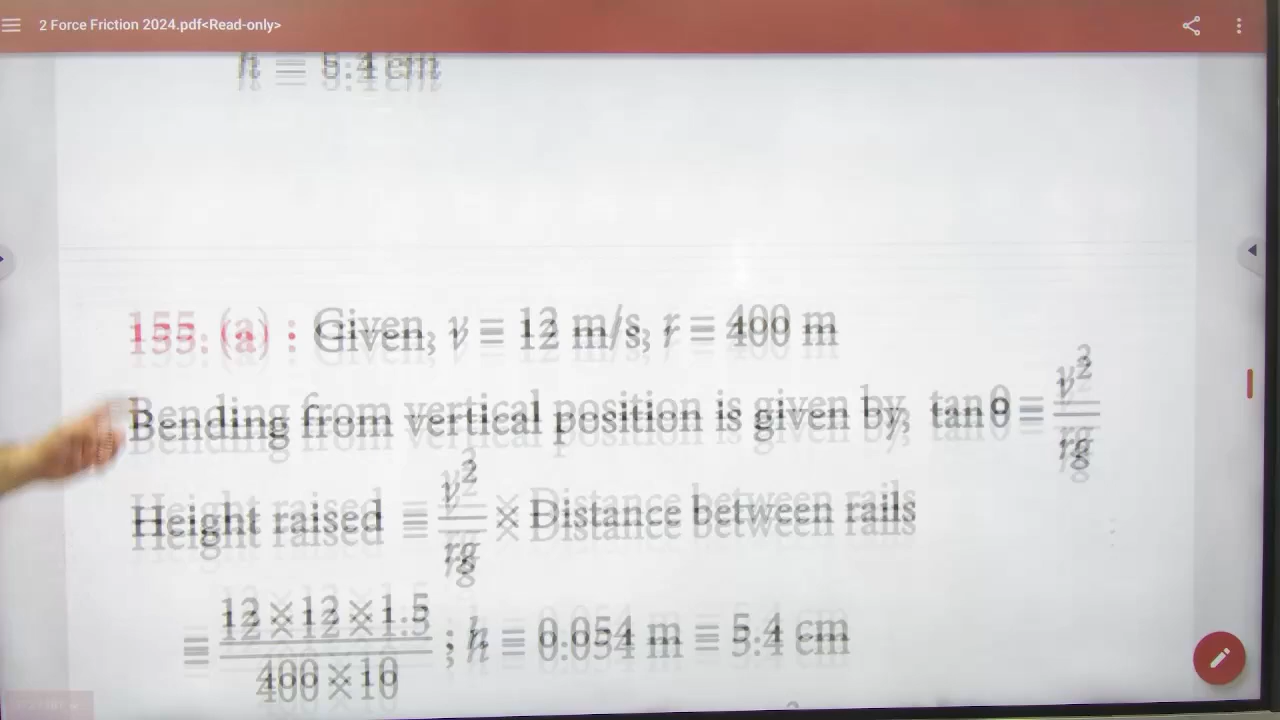 2 Force Friction 2024.pdf<Read-only>
h = 5.4 cm
155. (a) : Given, v = 12 m/s, r = 400 m
Bending from vertical position is given by, tan θ = v²/rg
Height raised = v²/rg × Distance between rails
= 12 × 12 × 1.5 / 400 × 10 ; h = 0.054 m = 5.4 cm